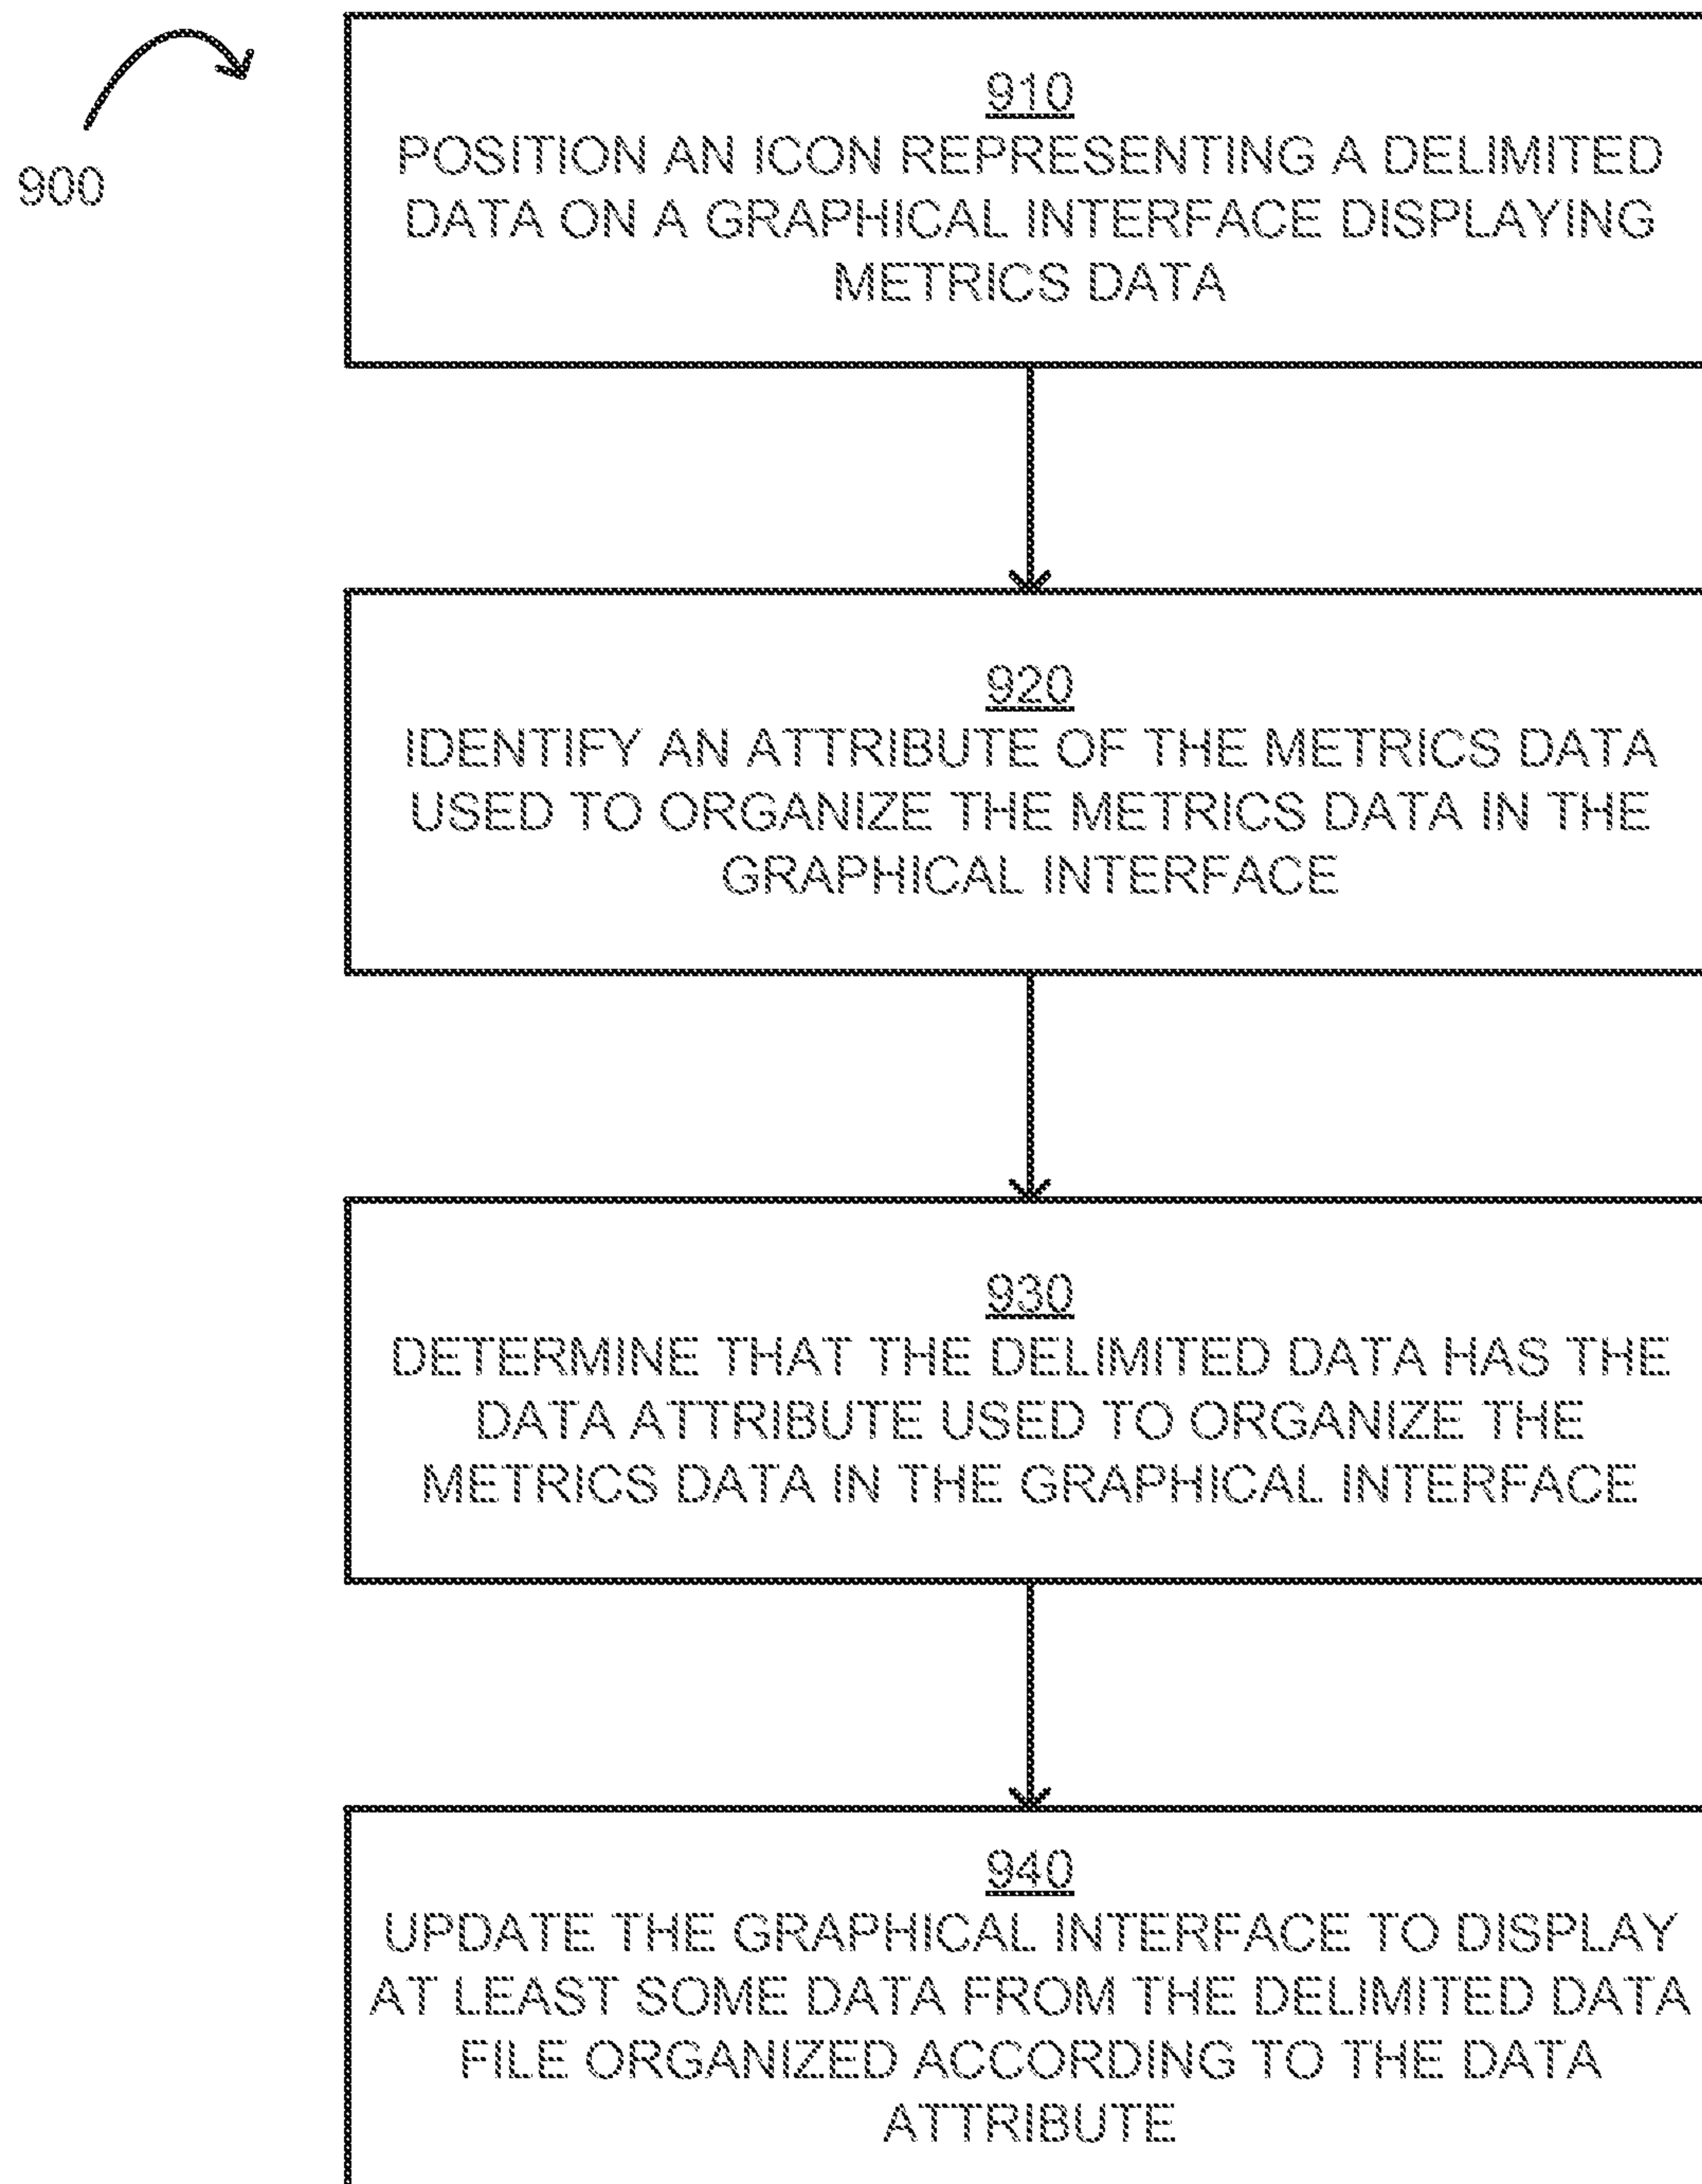 900
910
POSITION AN ICON REPRESENTING A DELIMITED
DATA ON A GRAPHICAL INTERFACE DISPLAYING
METRICS DATA
920
IDENTIFY AN ATTRIBUTE OF THE METRICS DATA
USED TO ORGANIZE THE METRICS DATA IN THE
GRAPHICAL INTERFACE
930
DETERMINE THAT THE DELIMITED DATA HAS THE
DATA ATTRIBUTE USED TO ORGANIZE THE
METRICS DATA IN THE GRAPHICAL INTERFACE
940
UPDATE THE GRAPHICAL INTERFACE TO DISPLAY
AT LEAST SOME DATA FROM THE DELIMITED DATA
FILE ORGANIZED ACCORDING TO THE DATA
ATTRIBUTE